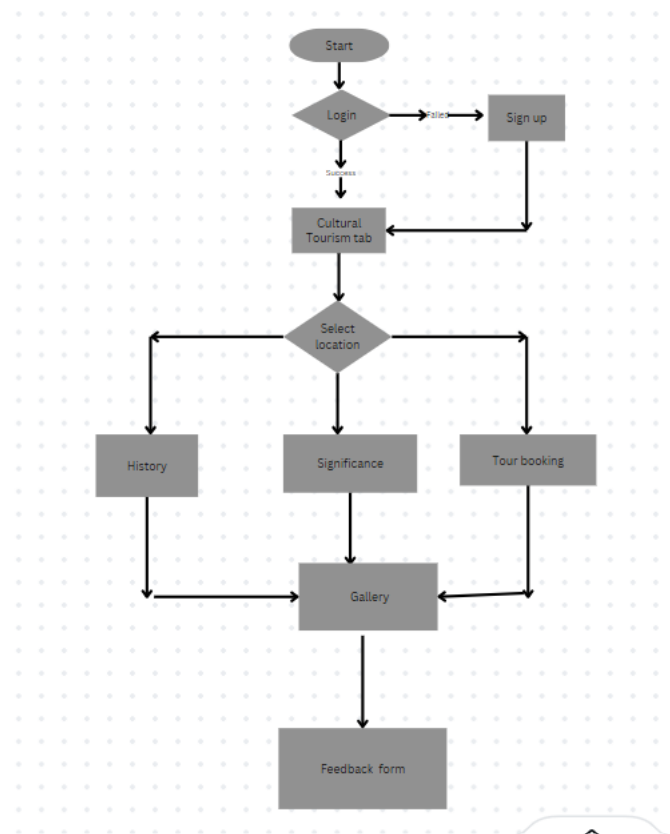 Start
Login
Failed
Sign up
Success
Cultural
Tourism tab
Select
location
History
Significance
Tour booking
Gallery
Feedback form